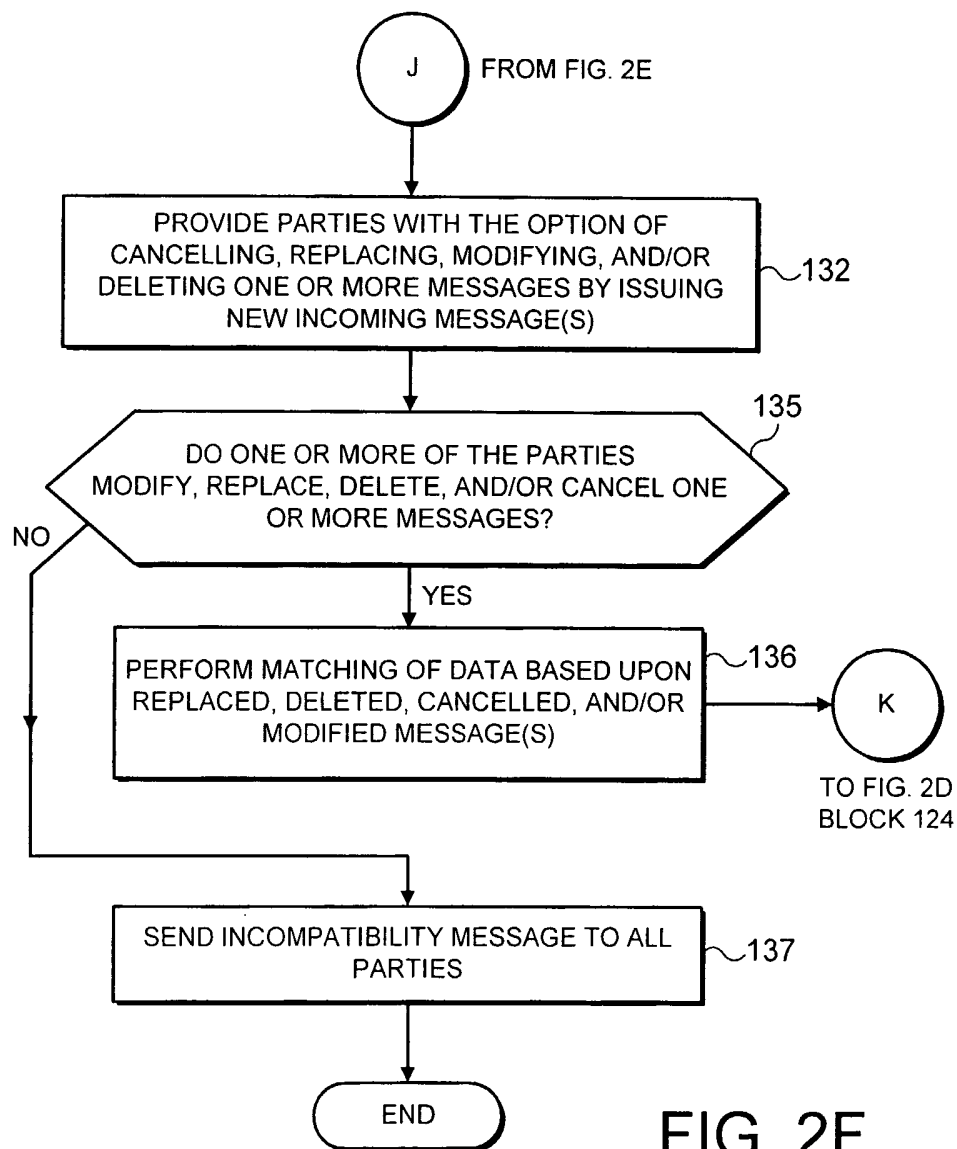 J
FROM FIG. 2E
PROVIDE PARTIES WITH THE OPTION OF
CANCELLING, REPLACING, MODIFYING, AND/OR
DELETING ONE OR MORE MESSAGES BY ISSUING
NEW INCOMING MESSAGE(S)
132
135
DO ONE OR MORE OF THE PARTIES
MODIFY, REPLACE, DELETE, AND/OR CANCEL ONE
OR MORE MESSAGES?
NO
YES
PERFORM MATCHING OF DATA BASED UPON
REPLACED, DELETED, CANCELLED, AND/OR
MODIFIED MESSAGE(S)
136
K
TO FIG. 2D
BLOCK 124
SEND INCOMPATIBILITY MESSAGE TO ALL
PARTIES
137
END
FIG. 2F